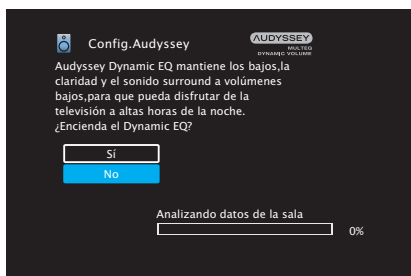 Config.Audyssey
AUDYSSEY
MULTEQ
DYNAMIC VOLUME
Audyssey Dynamic EQ mantiene los bajos,la
claridad y el sonido surround a volúmenes
bajos,para que pueda disfrutar de la
televisión a altas horas de la noche.
¿Encienda el Dynamic EQ?
Sí
No
Analizando datos de la sala
0%